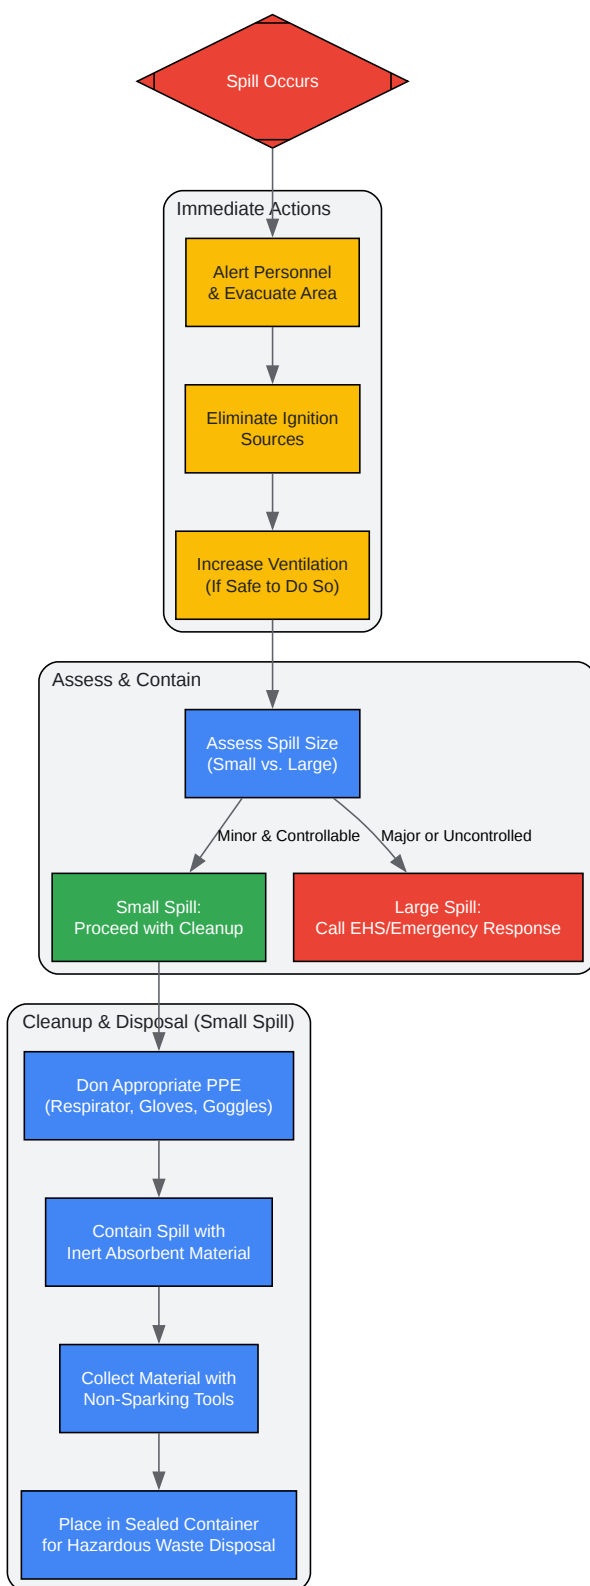 Spill Occurs
Immediate Actions
Alert Personnel
& Evacuate Area
Eliminate Ignition
Sources
Increase Ventilation
(If Safe to Do So)
Assess & Contain
Assess Spill Size
(Small vs. Large)
Minor & Controllable
Major or Uncontrolled
Small Spill:
Proceed with Cleanup
Large Spill:
Call EHS/Emergency Response
Cleanup & Disposal (Small Spill)
Don Appropriate PPE
(Respirator, Gloves, Goggles)
Contain Spill with
Inert Absorbent Material
Collect Material with
Non-Sparking Tools
Place in Sealed Container
for Hazardous Waste Disposal